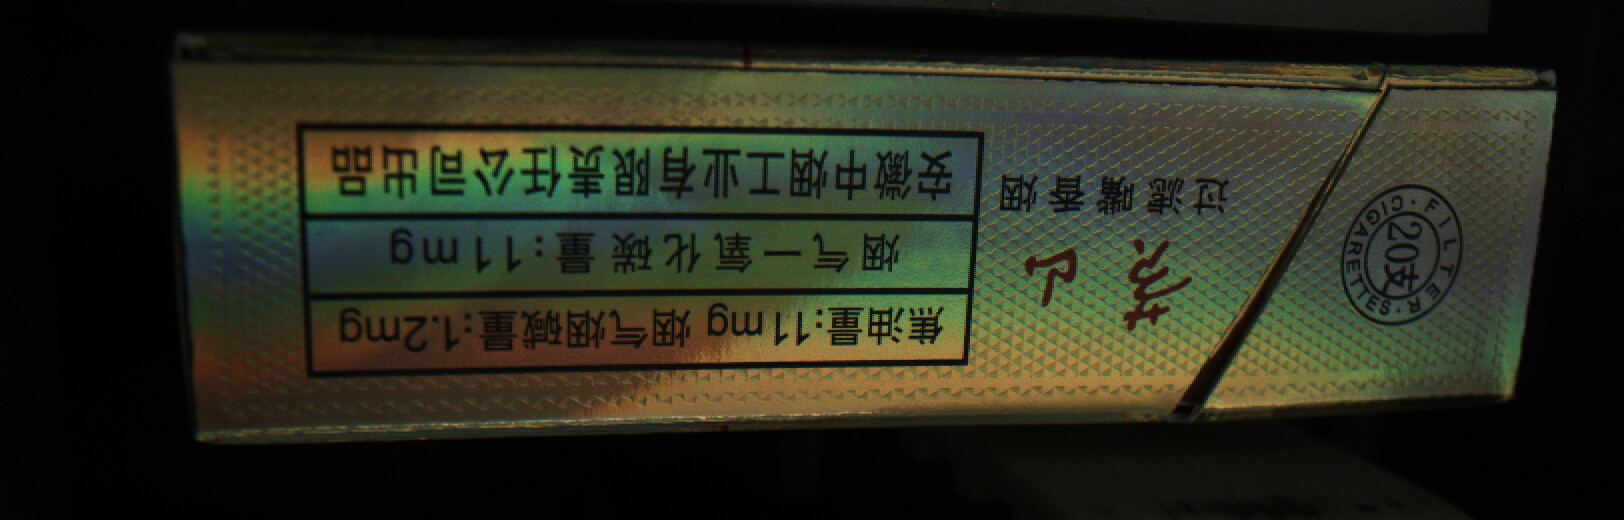 FILTER·CIGARETTES·
20支
黄山
过滤嘴香烟
焦油量:11mg 烟气烟碱量:1.2mg
烟气一氧化碳量:11mg
安徽中烟工业有限责任公司出品